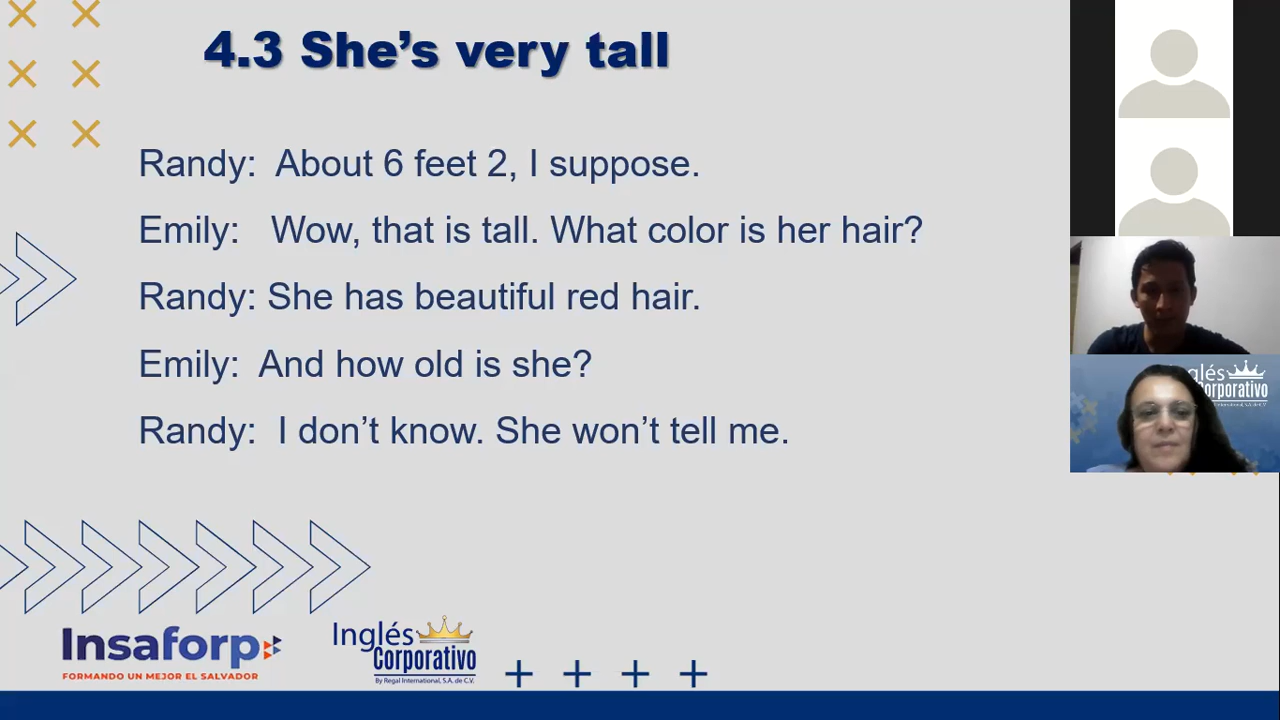 4.3 She’s very tall
Randy: About 6 feet 2, I suppose.
Emily: Wow, that is tall. What color is her hair?
Randy: She has beautiful red hair.
Emily: And how old is she?
Randy: I don’t know. She won’t tell me.
glés
orporativo
Insaforp
FORMANDO UN MEJOR EL SALVADOR
Inglés
Corporativo
By Regal International, S.A. de C.V.